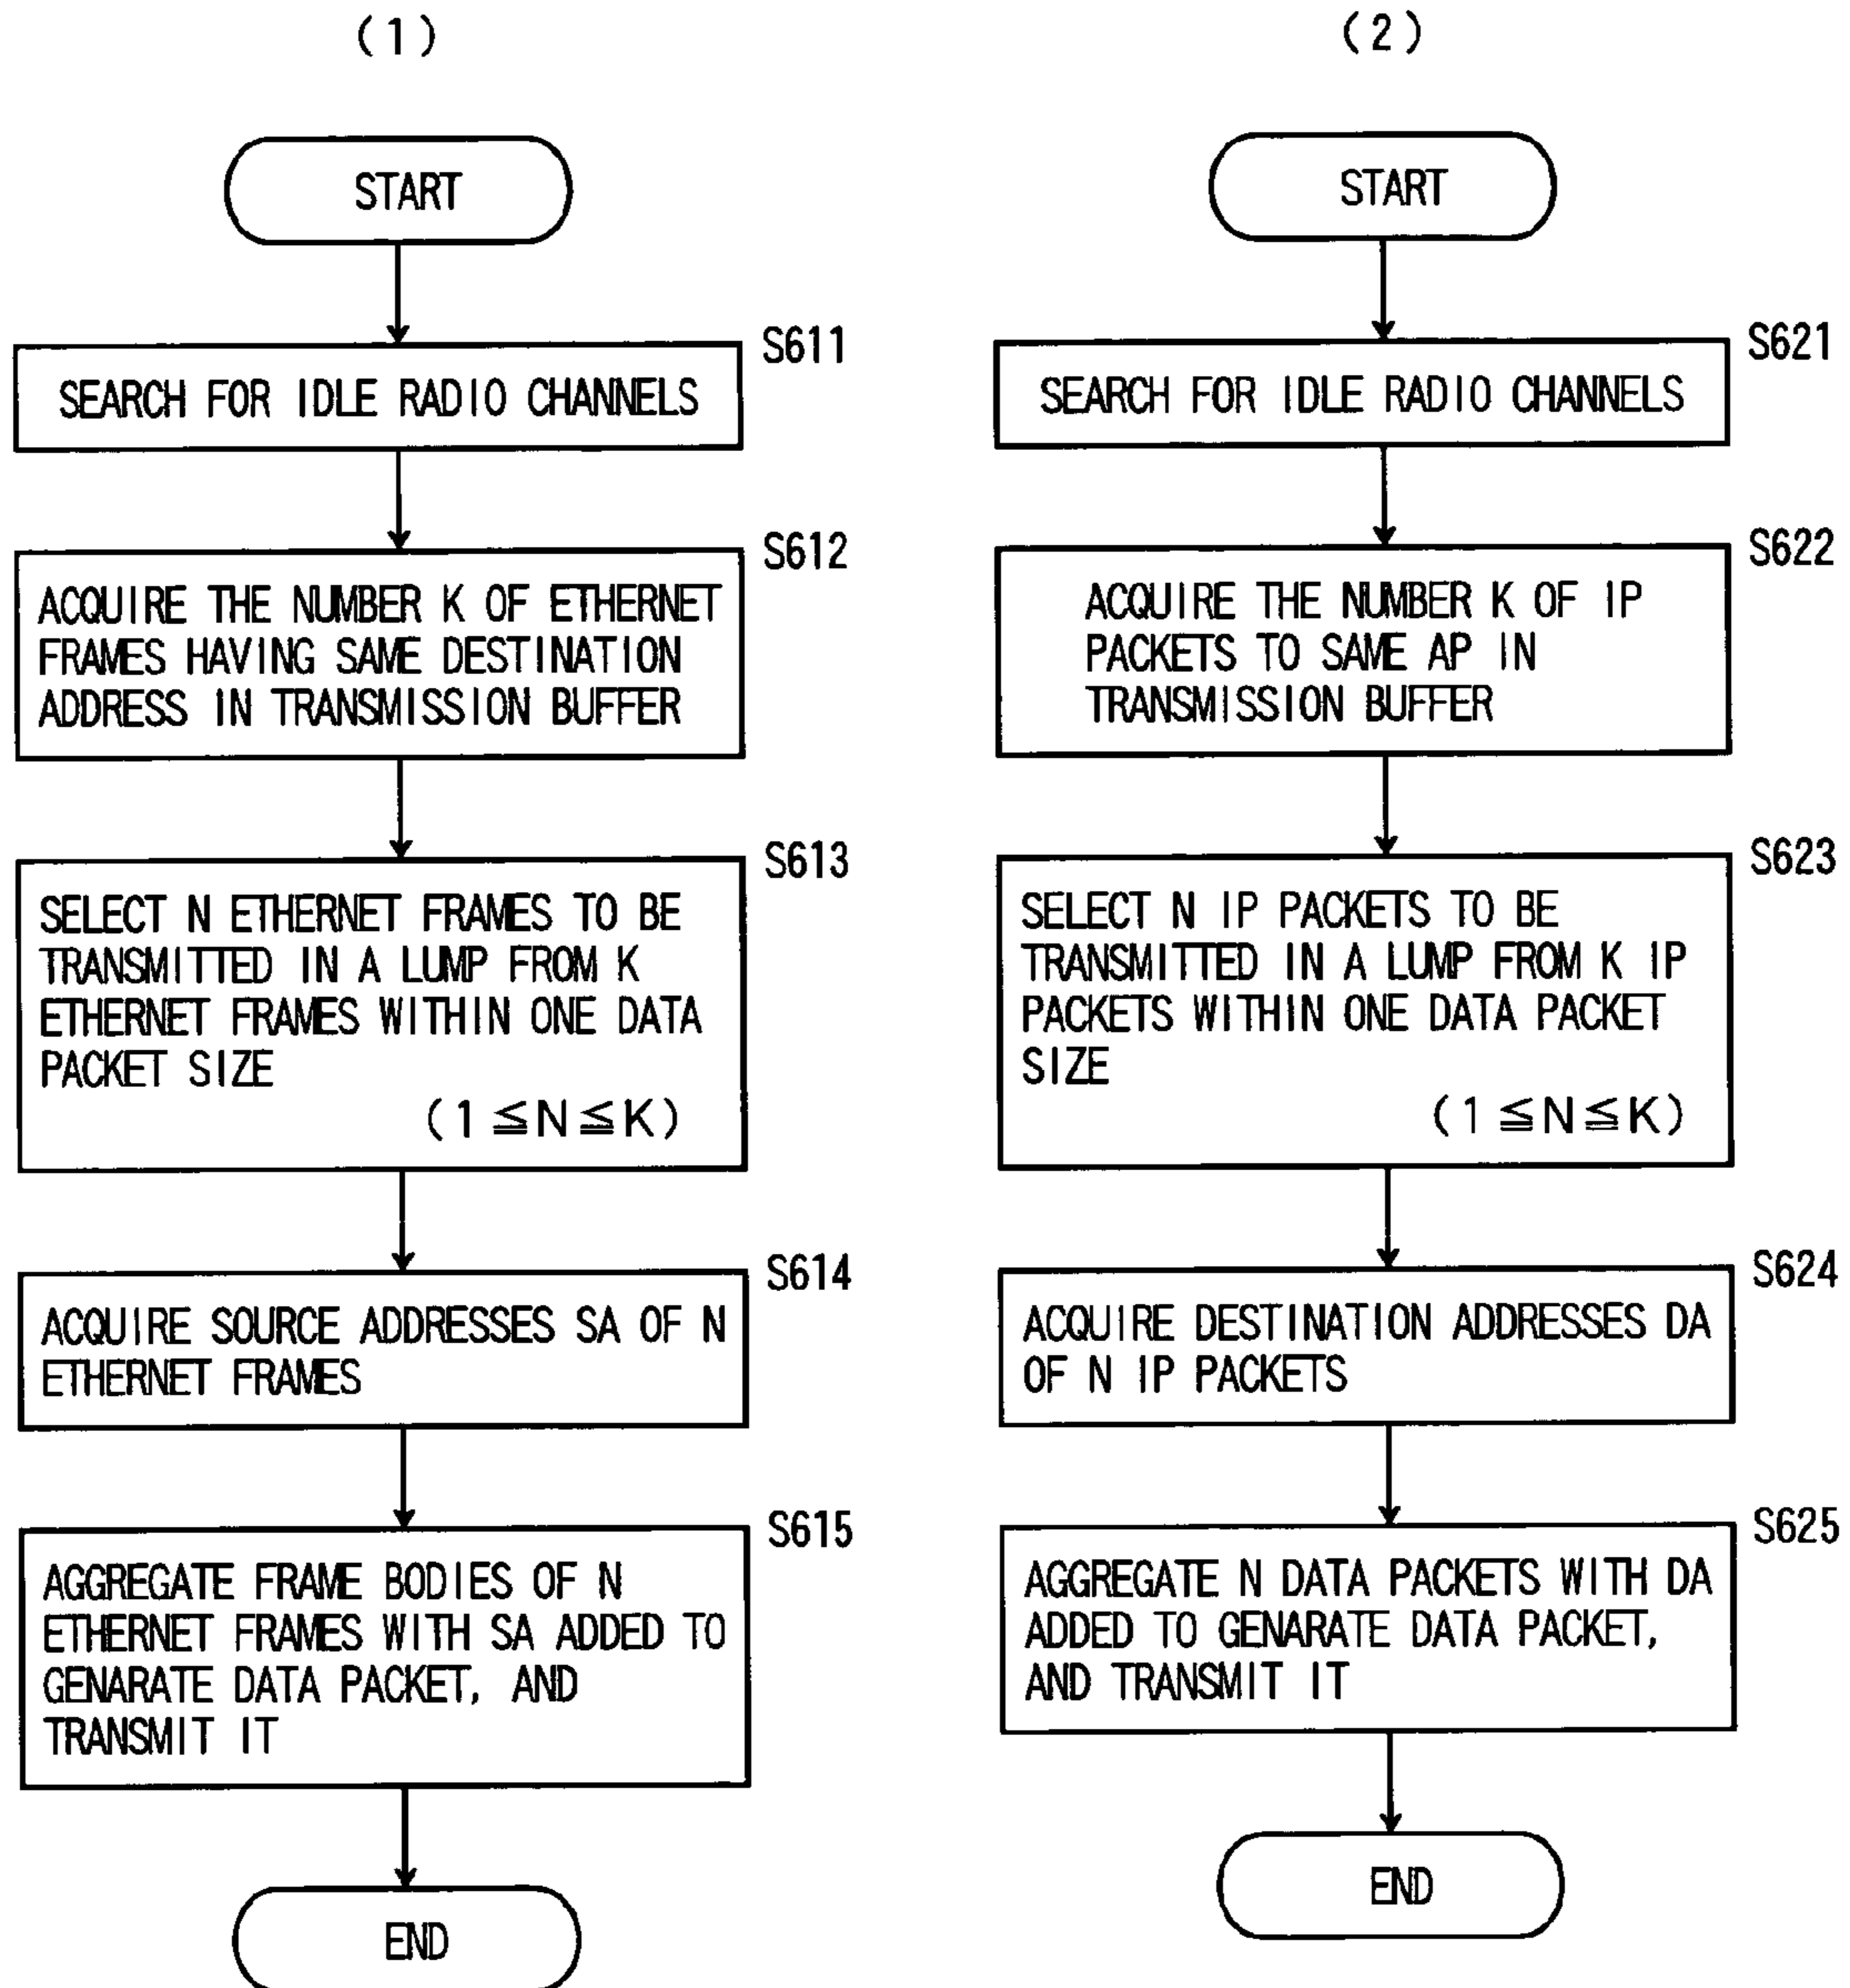 (1)
START
S611
SEARCH FOR IDLE RADIO CHANNELS
S612
ACQUIRE THE NUMBER K OF ETHERNET
FRAMES HAVING SAME DESTINATION
ADDRESS IN TRANSMISSION BUFFER
S613
SELECT N ETHERNET FRAMES TO BE
TRANSMITTED IN A LUMP FROM K
ETHERNET FRAMES WITHIN ONE DATA
PACKET SIZE
(1≦N≦K)
S614
ACQUIRE SOURCE ADDRESSES SA OF N
ETHERNET FRAMES
S615
AGGREGATE FRAME BODIES OF N
ETHERNET FRAMES WITH SA ADDED TO
GENARATE DATA PACKET, AND
TRANSMIT IT
END
(2)
START
S621
SEARCH FOR IDLE RADIO CHANNELS
S622
ACQUIRE THE NUMBER K OF IP
PACKETS TO SAME AP IN
TRANSMISSION BUFFER
S623
SELECT N IP PACKETS TO BE
TRANSMITTED IN A LUMP FROM K IP
PACKETS WITHIN ONE DATA PACKET
SIZE
(1≦N≦K)
S624
ACQUIRE DESTINATION ADDRESSES DA
OF N IP PACKETS
S625
AGGREGATE N DATA PACKETS WITH DA
ADDED TO GENARATE DATA PACKET,
AND TRANSMIT IT
END